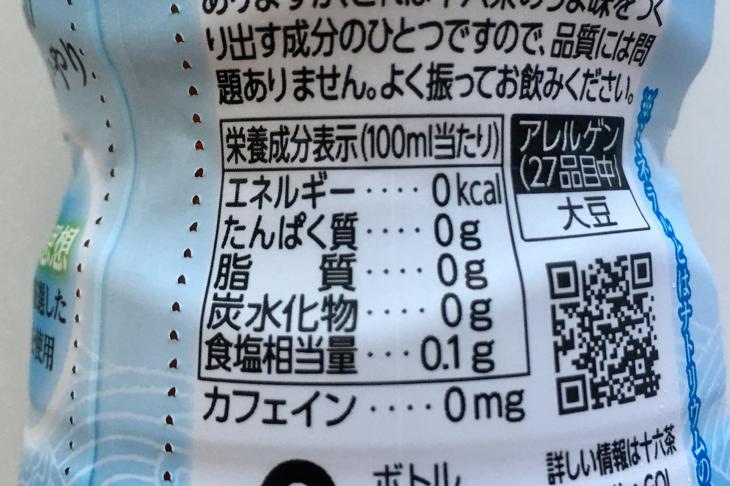 り出す成分のひとつですので、品質には問
題ありません。よく振ってお飲みください。
栄養成分表示(100ml当たり)
エネルギー････0kcal
たんぱく質････0g
脂　　質････0g
炭水化物････0g
食塩相当量･･･0.1g
カフェイン････0mg
アレルゲン
(27品目中)
大豆
ボトル
詳しい情報は十六茶